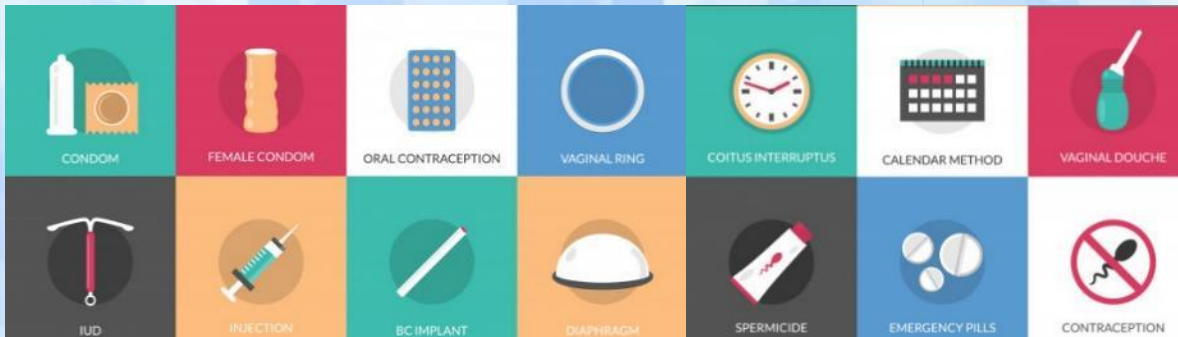 CONDOM
FEMALE CONDOM
ORAL CONTRACEPTION
VAGINAL RING
COITUS INTERRUPTUS
CALENDAR METHOD
VAGINAL DOUCHE
IUD
INJECTION
BC IMPLANT
DIAPHRAGM
SPERMICIDE
EMERGENCY PILLS
CONTRACEPTION